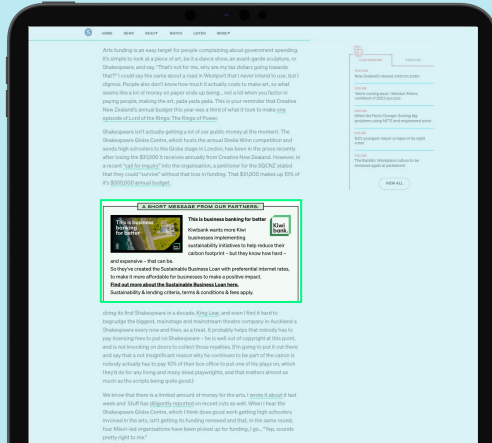 HOME NEWS BEAUT WATCH LISTEN MORE
Arts funding is an easy target for people complaining about government spending.
It's simple to look at a piece of art, be it a dance show, an avant-garde sculpture, or
Shakespeare, and say, "That's not for me, why are my tax dollars going towards
that?" I could say the same about a road in Westport that I never intend to use, but I
digress. People also don't know how much it actually costs to make art, so what
seems like a lot of money on paper ends up being... not a lot when you factor in
paying people, making the art, yada yada yada. This is your reminder that Creative
New Zealand's annual budget this year was a third of what it took to make one
episode of Lord of the Rings: The Rings of Power.
Shakespeare isn't actually getting a lot of our public money at the moment. The
Shakespeare Globe Centre, which hosts the annual Sheila Winn competition and
sends high schoolers to the Globe stage in London, has been in the press recently
after losing the $31,000 it receives annually from Creative New Zealand. However, in
a recent "call for inquiry" into the organisation, a petitioner for the SGCNZ stated
that they could "survive" without that loss in funding. That $31,000 makes up 10% of
it's $300,000 annual budget.
A SHORT MESSAGE FROM OUR PARTNERS:
This is business
banking
for better
This is business banking for better
Kiwi
bank.
Kiwibank wants more Kiwi
businesses implementing
sustainability initiatives to help reduce their
carbon footprint – but they know how hard –
and expensive – that can be.
So they've created the Sustainable Business Loan with preferential interest rates,
to make it more affordable for businesses to make a positive impact.
Find out more about the Sustainable Business Loan here.
Sustainability & lending criteria, terms & conditions & fees apply.
doing its first Shakespeare in a decade, King Lear, and even I find it hard to
begrudge the biggest, mainstage and mainstream theatre company in Auckland a
Shakespeare every now and then, as a treat. It probably helps that nobody has to
pay licensing fees to put on Shakespeare – he is well out of copyright at this point,
and is not knocking on doors to collect those royalties. (I'm going to put it out there
and say that a not insignificant reason why he continues to be part of the canon is
nobody actually has to pay 10% of their box office to put one of his plays on, which
they'd do for any living and many dead playwrights, and that matters almost as
much as the scripts being quite good.)
We know that there is a limited amount of money for the arts, I wrote it about it last
week and Stuff has diligently reported on recent cuts as well. When I hear the
Shakespeare Globe Centre, which I think does good work getting high schoolers
involved in the arts, isn't getting its funding renewed and that, in the same round,
four Māori-led organisations have been picked up for funding, I go... "Yep, sounds
pretty right to me."
New Zealand's
"We're coming back": Winston Peters,
When the Facts Change: Solving big
problems using MFTS and
VIEW ALL